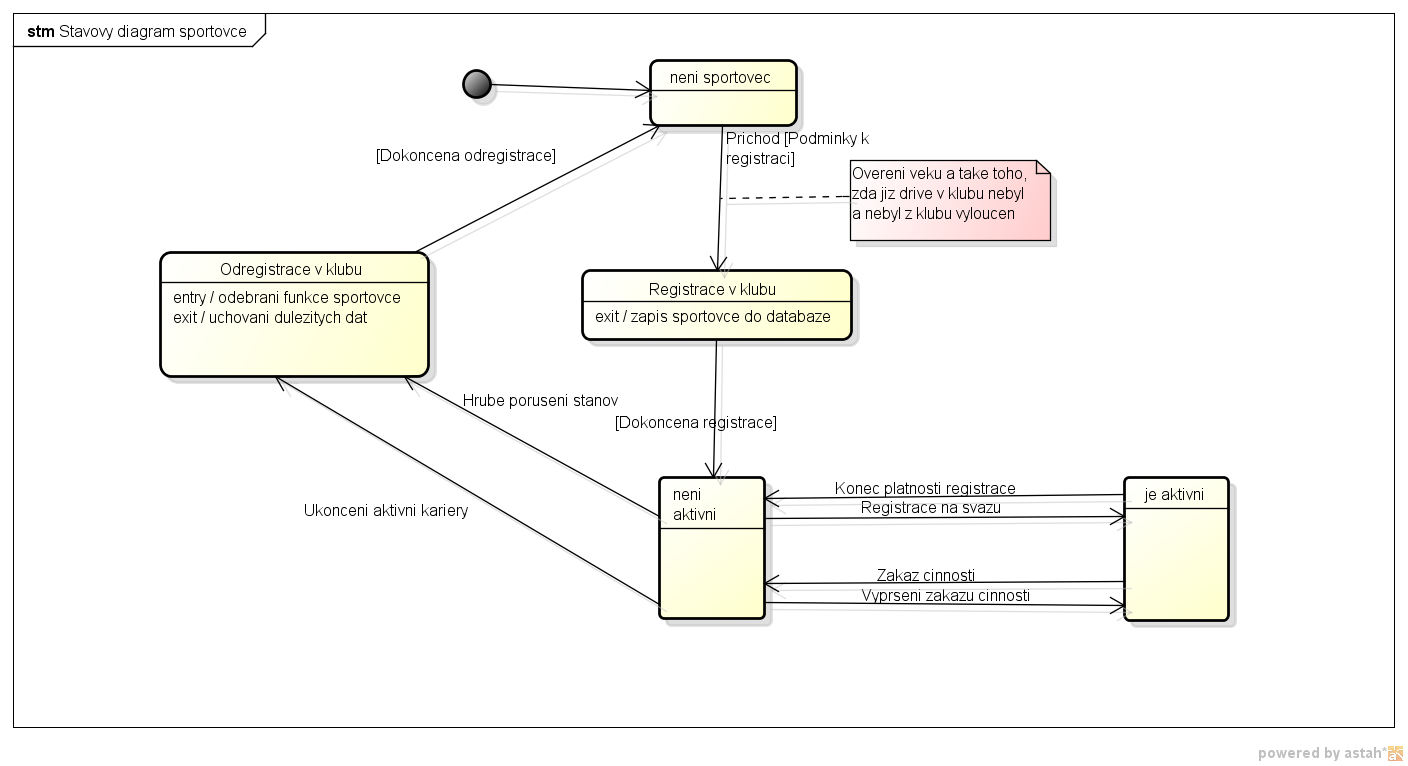 stm Stavovy diagram sportovce
neni sportovec
Prichod [Podminky k
registraci]
[Dokoncena odregistrace]
Overeni veku a take toho,
zda jiz drive v klubu nebyl
a nebyl z klubu vyloucen
Odregistrace v klubu
entry / odebrani funkce sportovce
exit / uchovani dulezitych dat
Registrace v klubu
exit / zapis sportovce do databaze
Hrube poruseni stanov
[Dokoncena registrace]
Ukonceni aktivni kariery
neni
aktivni
Konec platnosti registrace
Registrace na svazu
je aktivni
Zakaz cinnosti
Vyprseni zakazu cinnosti
powered by astah*